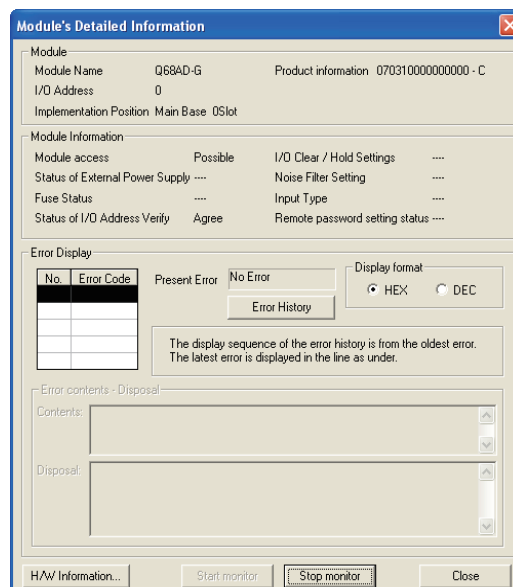 Module's Detailed Information
Module
Module Name Q68AD-G Product information 070310000000000 - C
I/O Address 0
Implementation Position Main Base 0Slot
Module Information
Module access Possible I/O Clear / Hold Settings ----
Status of External Power Supply ---- Noise Filter Setting ----
Fuse Status ---- Input Type ----
Status of I/O Address Verify Agree Remote password setting status ----
Error Display
No. Error Code
Present Error No Error
Display format
HEX DEC
Error History
The display sequence of the error history is from the oldest error.
The latest error is displayed in the line as under.
Error contents - Disposal
Contents:
Disposal:
H/W Information... Start monitor Stop monitor Close